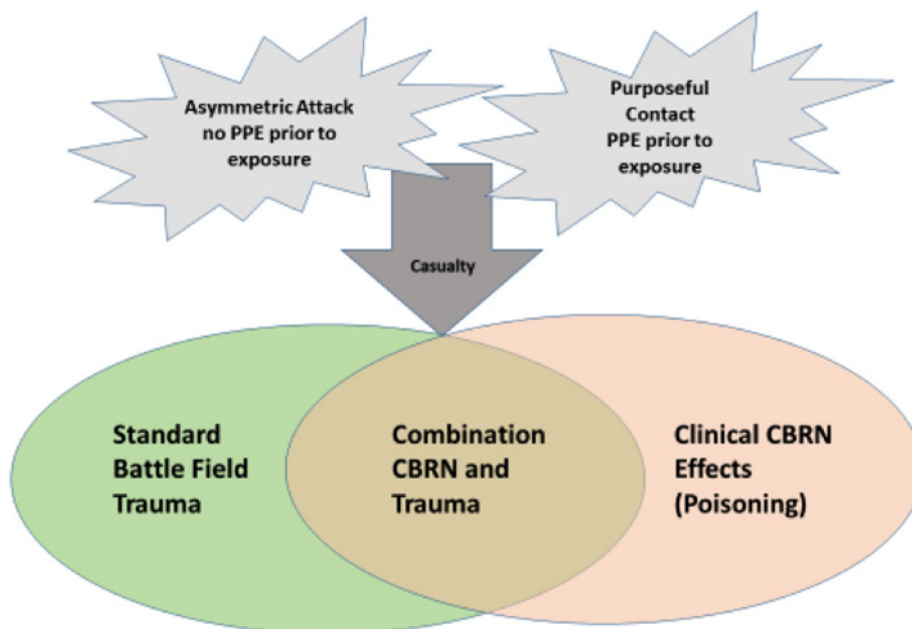 Asymmetric Attack
no PPE prior to
exposure
Purposeful
Contact
PPE prior to
exposure
Casualty
Standard
Battle Field
Trauma
Combination
CBRN and
Trauma
Clinical CBRN
Effects
(Poisoning)